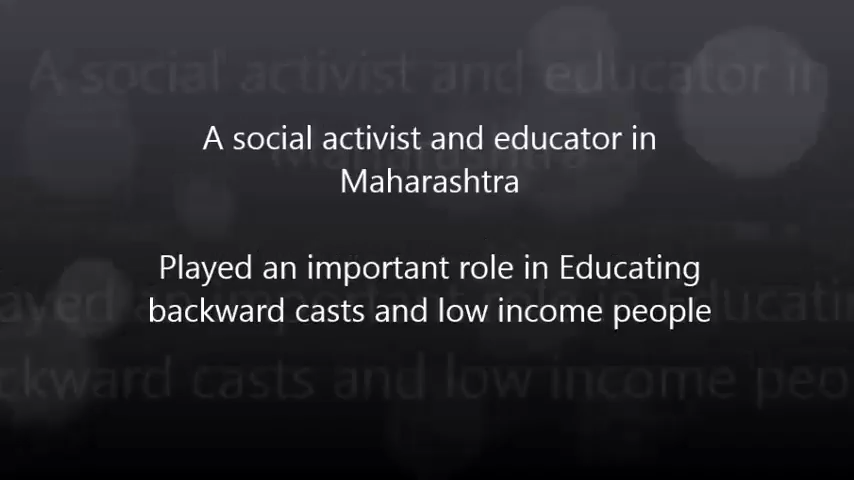 A social activist and educator in
Maharashtra
Played an important role in Educating
backward casts and low income people